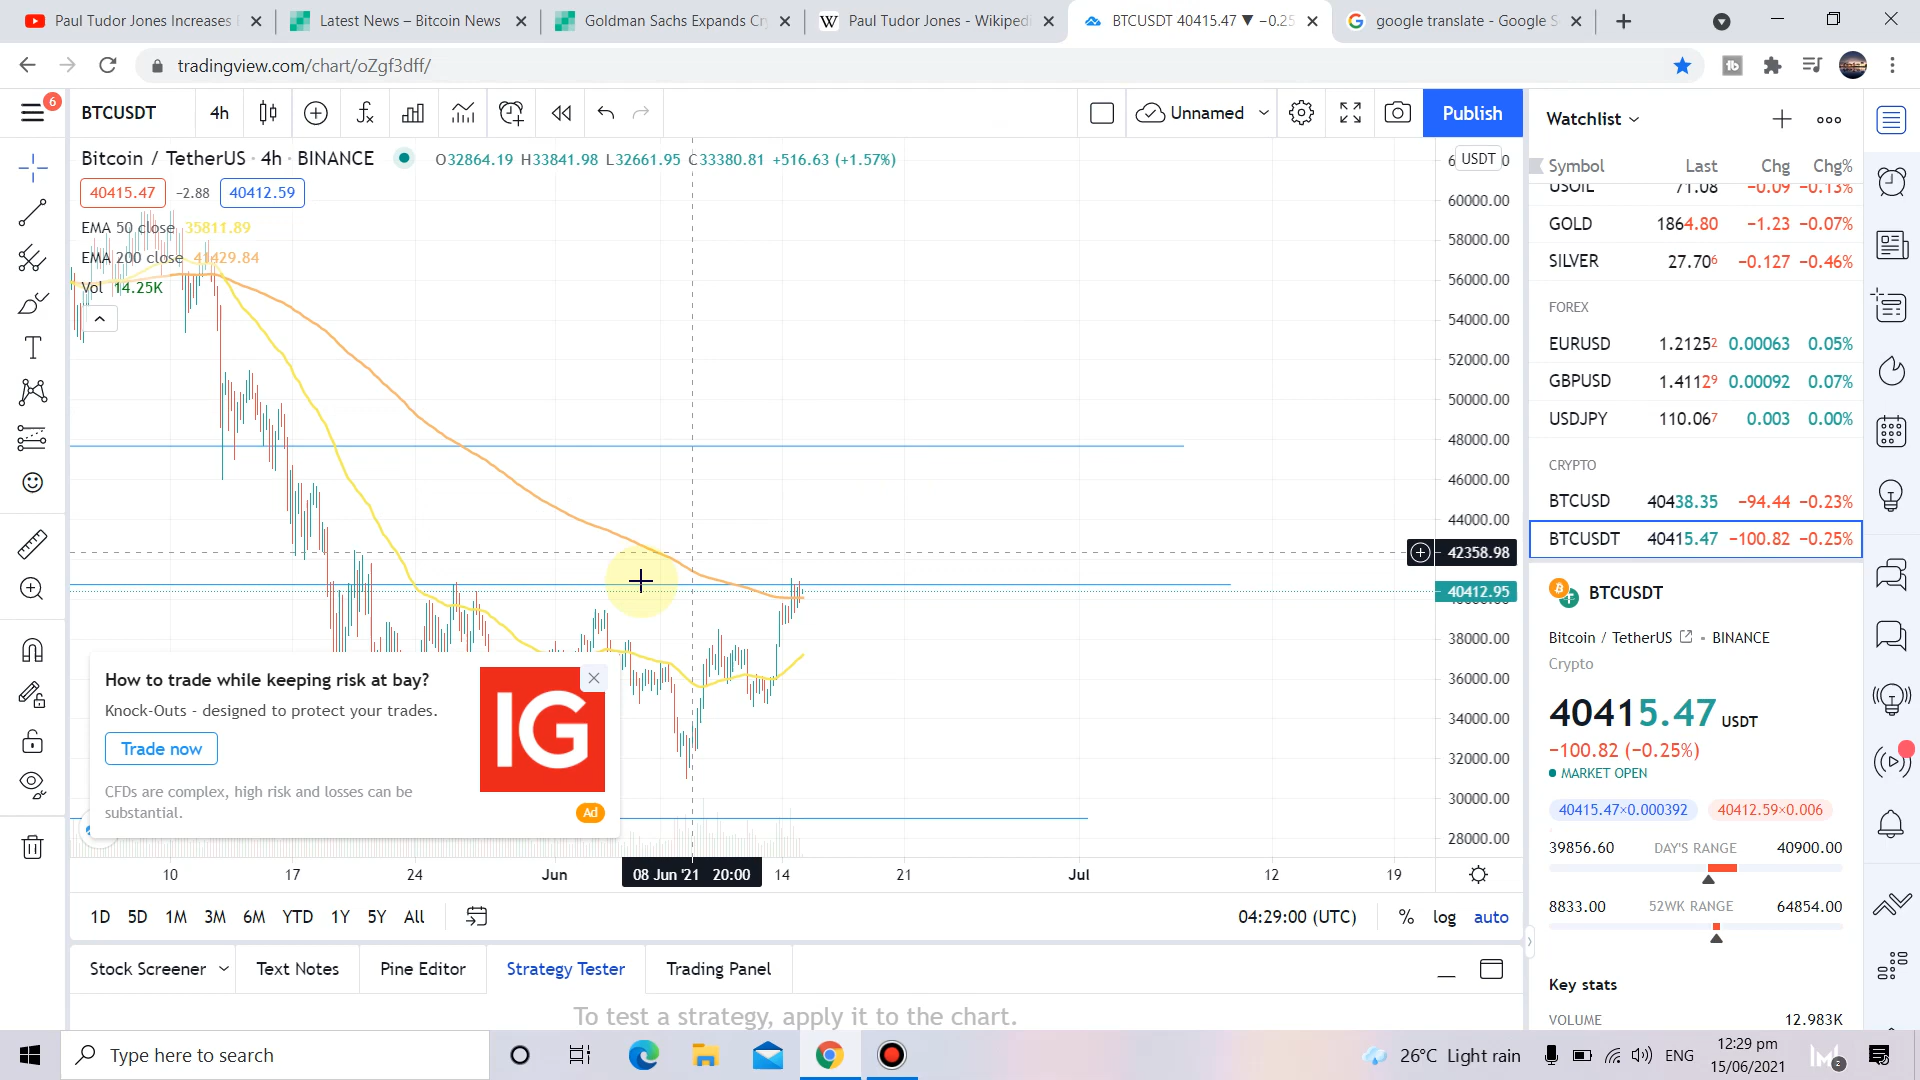 Paul Tudor Jones Increases
Latest News – Bitcoin News
Goldman Sachs Expands Cr
Paul Tudor Jones - Wikipedi
BTCUSDT 40415.47 ▼ −0.25
google translate - Google S
tradingview.com/chart/oZgf3dff/
6
BTCUSDT
4h
Unnamed
Publish
Bitcoin / TetherUS · 4h · BINANCE
O32864.19 H33841.98 L32661.95 C33380.81 +516.63 (+1.57%)
40415.47
−2.88
40412.59
EMA 50 close 35811.89
EMA 200 close 41429.84
Vol 14.25K
USDT
60000.00
58000.00
56000.00
54000.00
52000.00
50000.00
48000.00
46000.00
44000.00
42358.98
40412.95
38000.00
36000.00
34000.00
32000.00
30000.00
28000.00
How to trade while keeping risk at bay?
Knock-Outs - designed to protect your trades.
Trade now
CFDs are complex, high risk and losses can be
substantial.
IG
Ad
10
17
24
Jun
08 Jun '21 20:00
14
21
Jul
12
19
1D 5D 1M 3M 6M YTD 1Y 5Y All
04:29:00 (UTC)
% log auto
Stock Screener
Text Notes
Pine Editor
Strategy Tester
Trading Panel
To test a strategy, apply it to the chart.
Watchlist
Symbol Last Chg Chg%
USOIL 71.08 −0.09 −0.13%
GOLD 1864.80 −1.23 −0.07%
SILVER 27.706 −0.127 −0.46%
FOREX
EURUSD 1.21252 0.00063 0.05%
GBPUSD 1.41129 0.00092 0.07%
USDJPY 110.067 0.003 0.00%
CRYPTO
BTCUSD 40438.35 −94.44 −0.23%
BTCUSDT 40415.47 −100.82 −0.25%
BTCUSDT
Bitcoin / TetherUS • BINANCE
Crypto
40415.47 USDT
−100.82 (−0.25%)
MARKET OPEN
40415.47×0.000392
40412.59×0.006
39856.60 DAY'S RANGE 40900.00
8833.00 52WK RANGE 64854.00
Key stats
VOLUME 12.983K
Type here to search
26°C Light rain
ENG
12:29 pm
15/06/2021
2